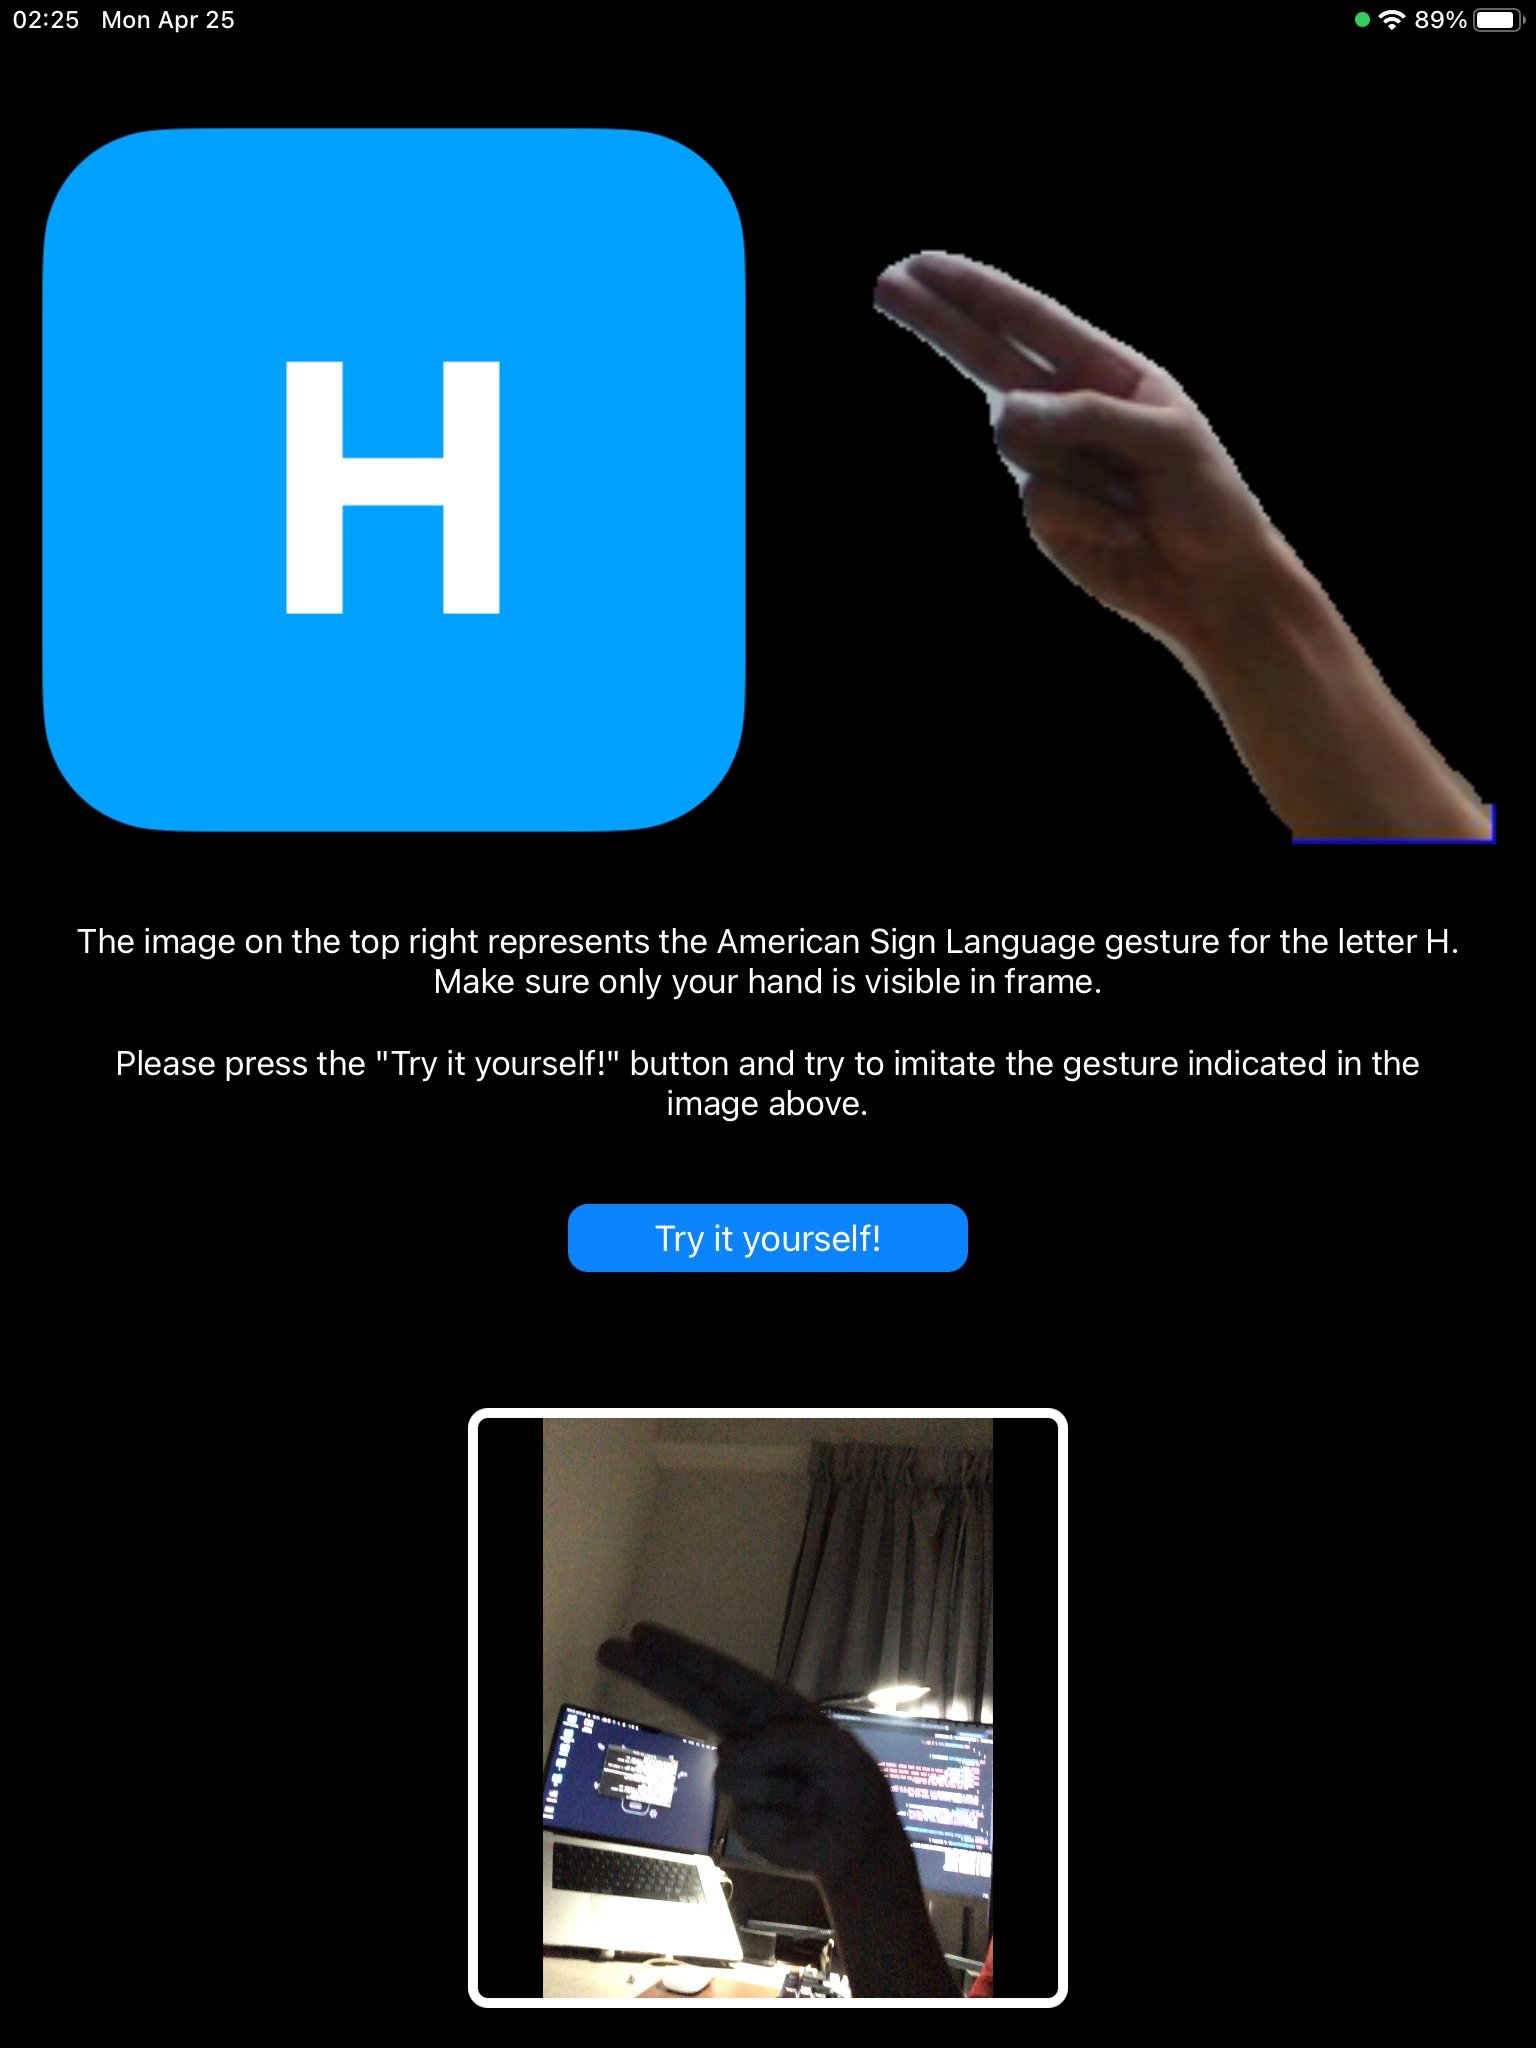 02:25 Mon Apr 25 89%
H
The image on the top right represents the American Sign Language gesture for the letter H.
Make sure only your hand is visible in frame.
Please press the "Try it yourself!" button and try to imitate the gesture indicated in the
image above.
Try it yourself!